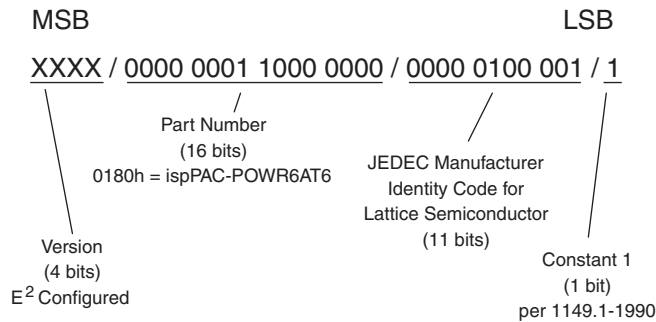 MSB LSB
XXXX / 0000 0001 1000 0000 / 0000 0100 001 / 1
Part Number
(16 bits)
0180h = ispPAC-POWR6AT6
JEDEC Manufacturer
Identity Code for
Lattice Semiconductor
(11 bits)
Version
(4 bits)
E² Configured
Constant 1
(1 bit)
per 1149.1-1990